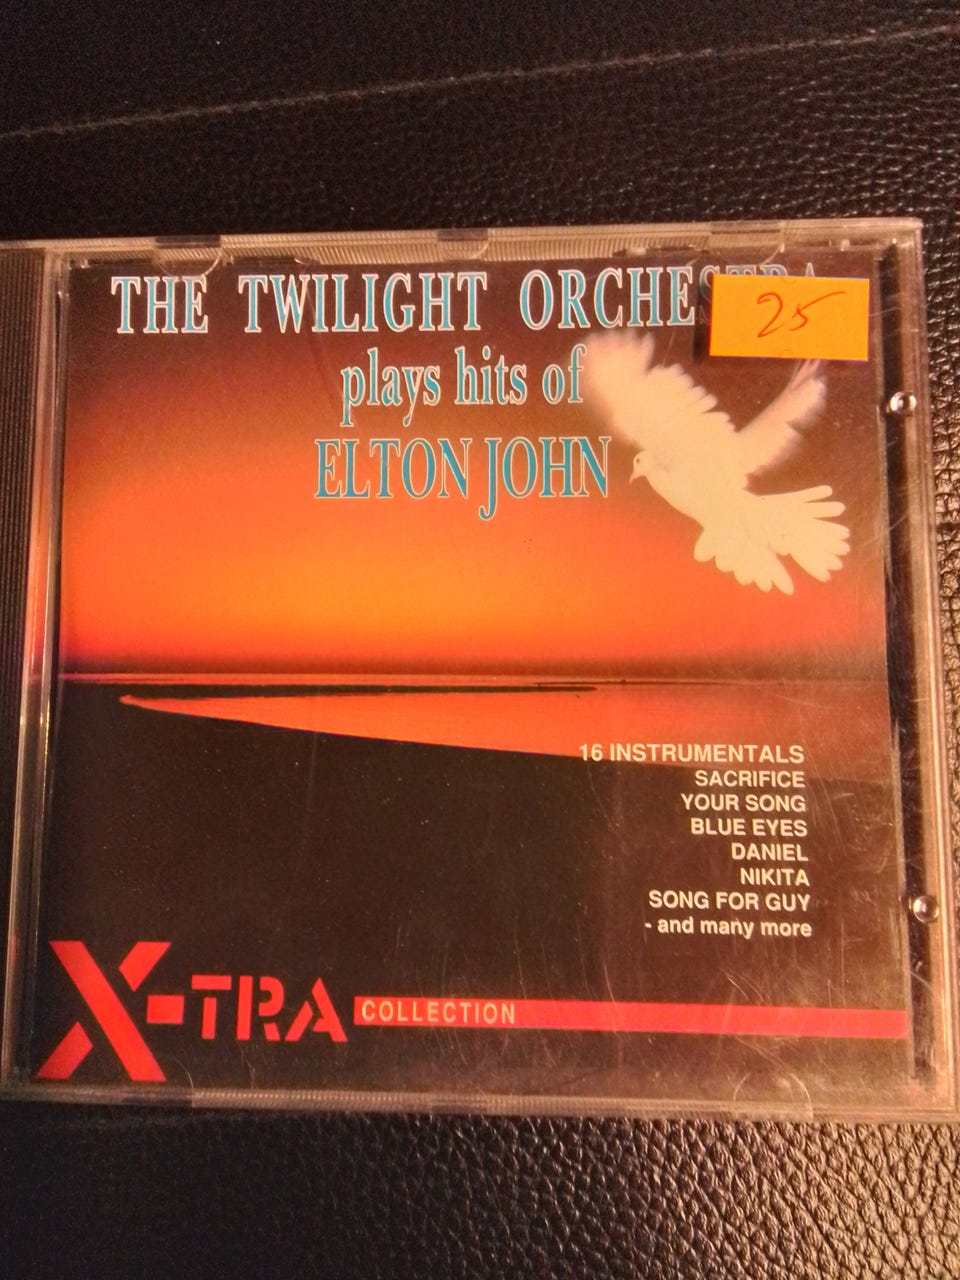 THE TWILIGHT ORCHESTRA
25
plays hits of
ELTON JOHN
16 INSTRUMENTALS
SACRIFICE
YOUR SONG
BLUE EYES
DANIEL
NIKITA
SONG FOR GUY
- and many more
X-TRA COLLECTION